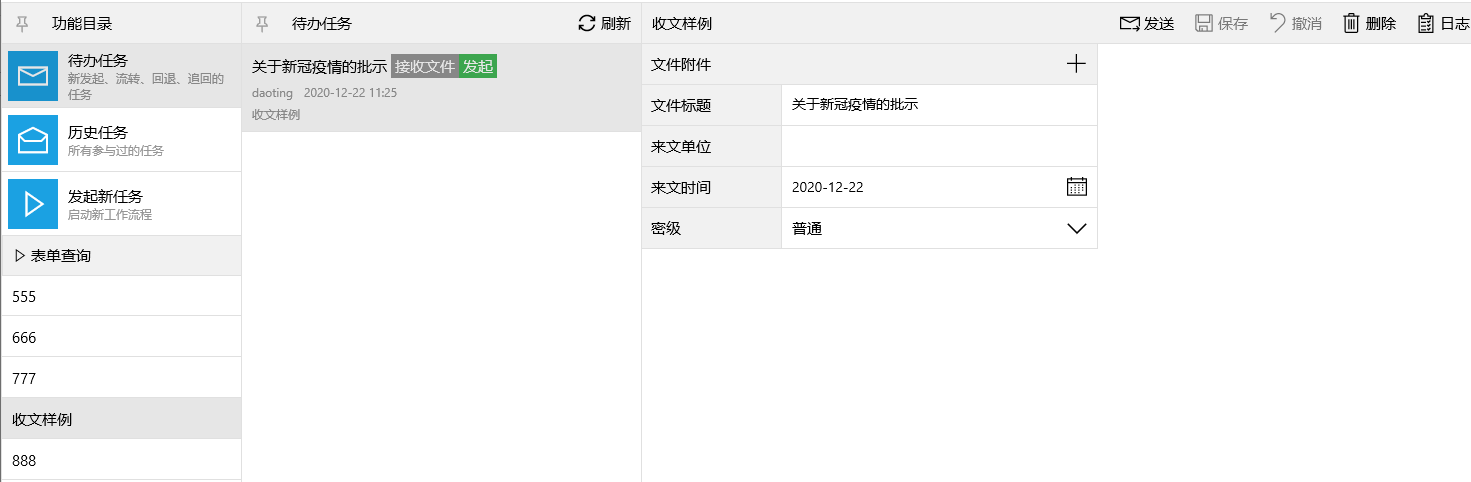 功能目录
待办任务
新发起、流转、回退、追回的
任务
历史任务
所有参与过的任务
发起新任务
启动新工作流程
表单查询
555
666
777
收文样例
888
待办任务
刷新
关于新冠疫情的批示 接收文件 发起
daoting 2020-12-22 11:25
收文样例
收文样例
发送 保存 撤消 删除 日志
文件附件
文件标题 关于新冠疫情的批示
来文单位
来文时间 2020-12-22
密级 普通